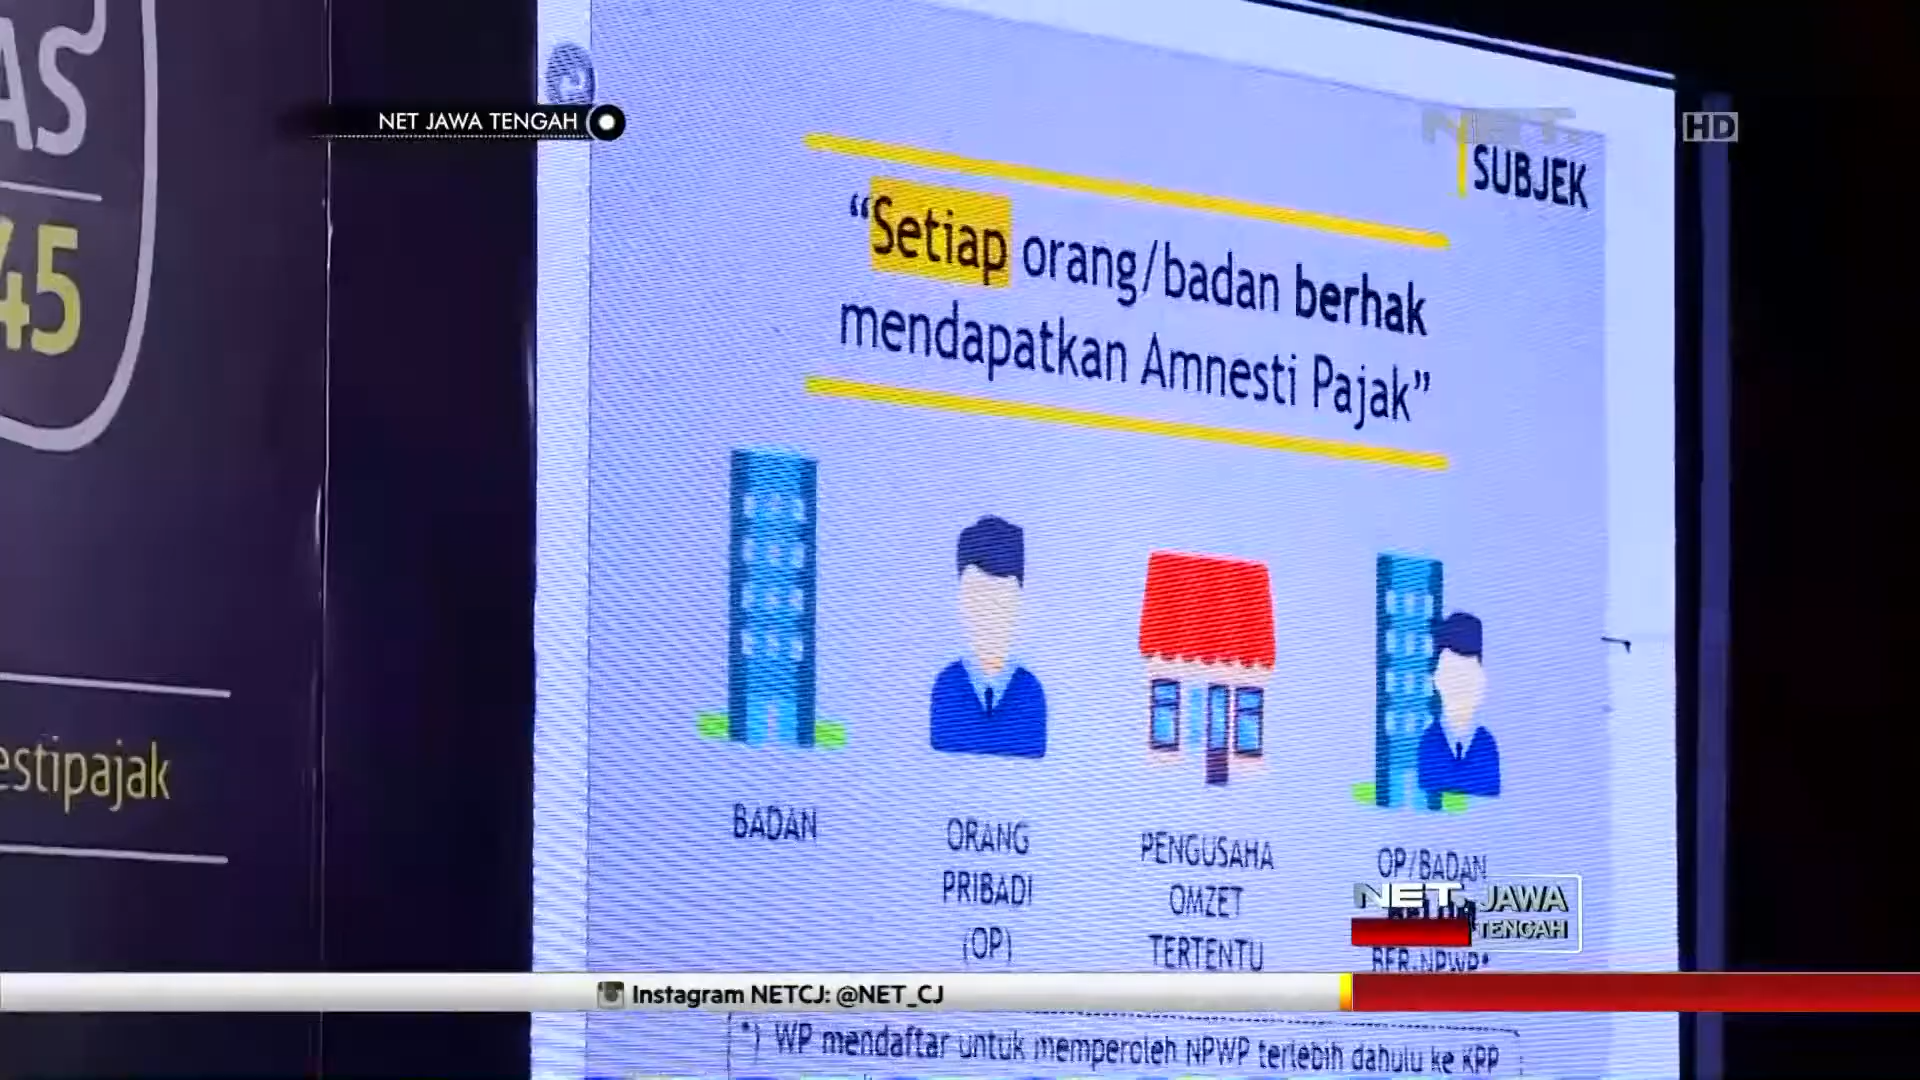 AS
45
estipajak
NET JAWA TENGAH
NET.
HD
SUBJEK
“Setiap orang/badan berhak
mendapatkan Amnesti Pajak”
BADAN
ORANG
PRIBADI
(OP)
PENGUSAHA
OMZET
TERTENTU
OP/BADAN
BER-NPWP*
NET. JAWA
TENGAH
Instagram NETCJ: @NET_CJ
*) WP mendaftar untuk memperoleh NPWP terlebih dahulu ke KPP